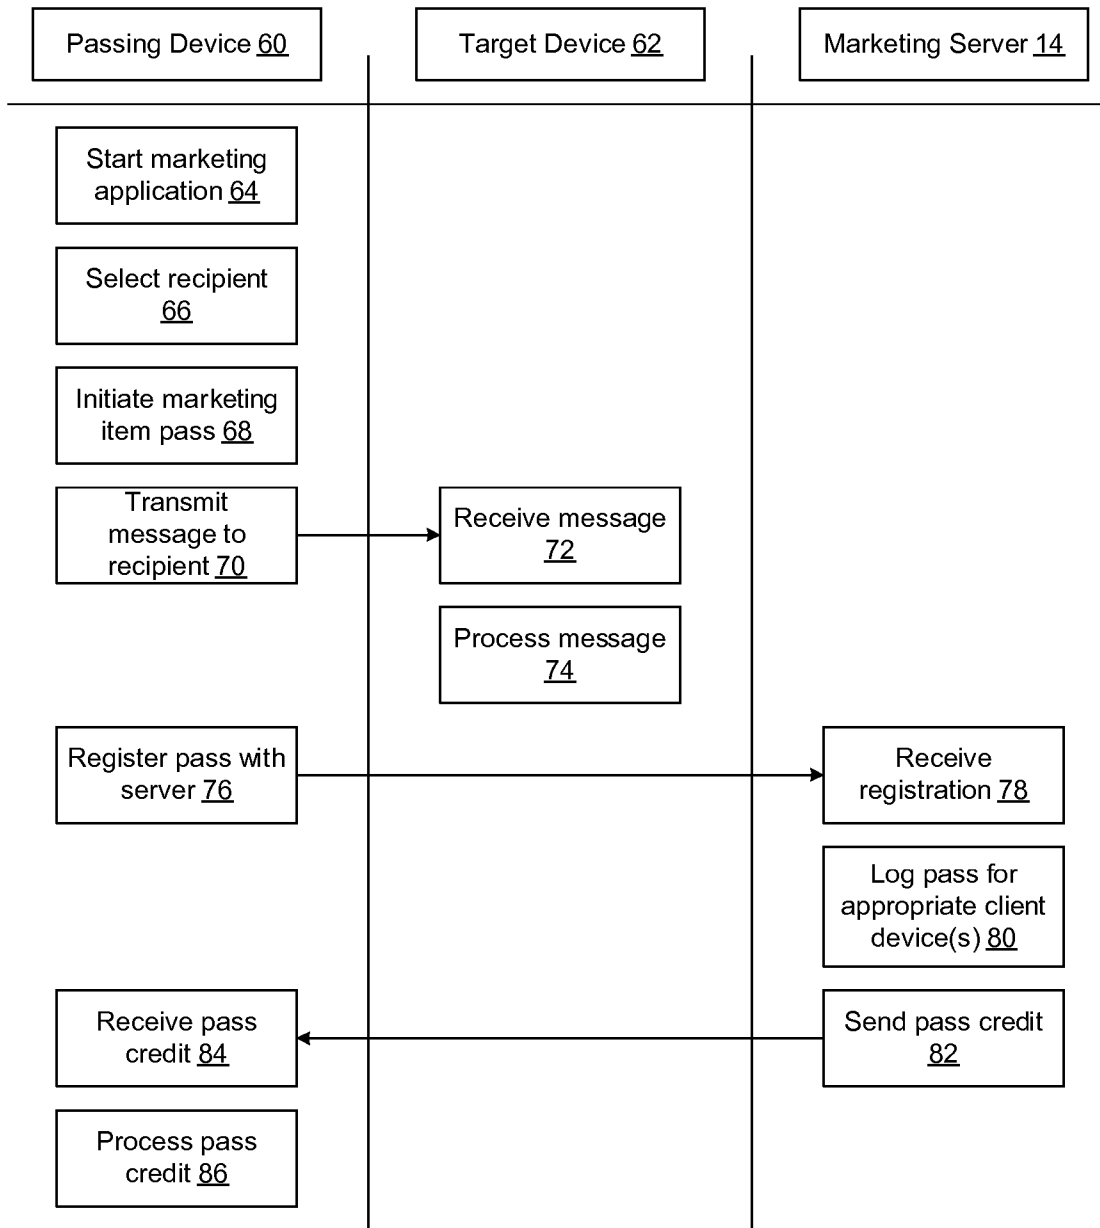 Passing Device 60
Target Device 62
Marketing Server 14
Start marketing
application 64
Select recipient
66
Initiate marketing
item pass 68
Transmit
message to
recipient 70
Receive message
72
Process message
74
Register pass with
server 76
Receive
registration 78
Log pass for
appropriate client
device(s) 80
Receive pass
credit 84
Send pass credit
82
Process pass
credit 86